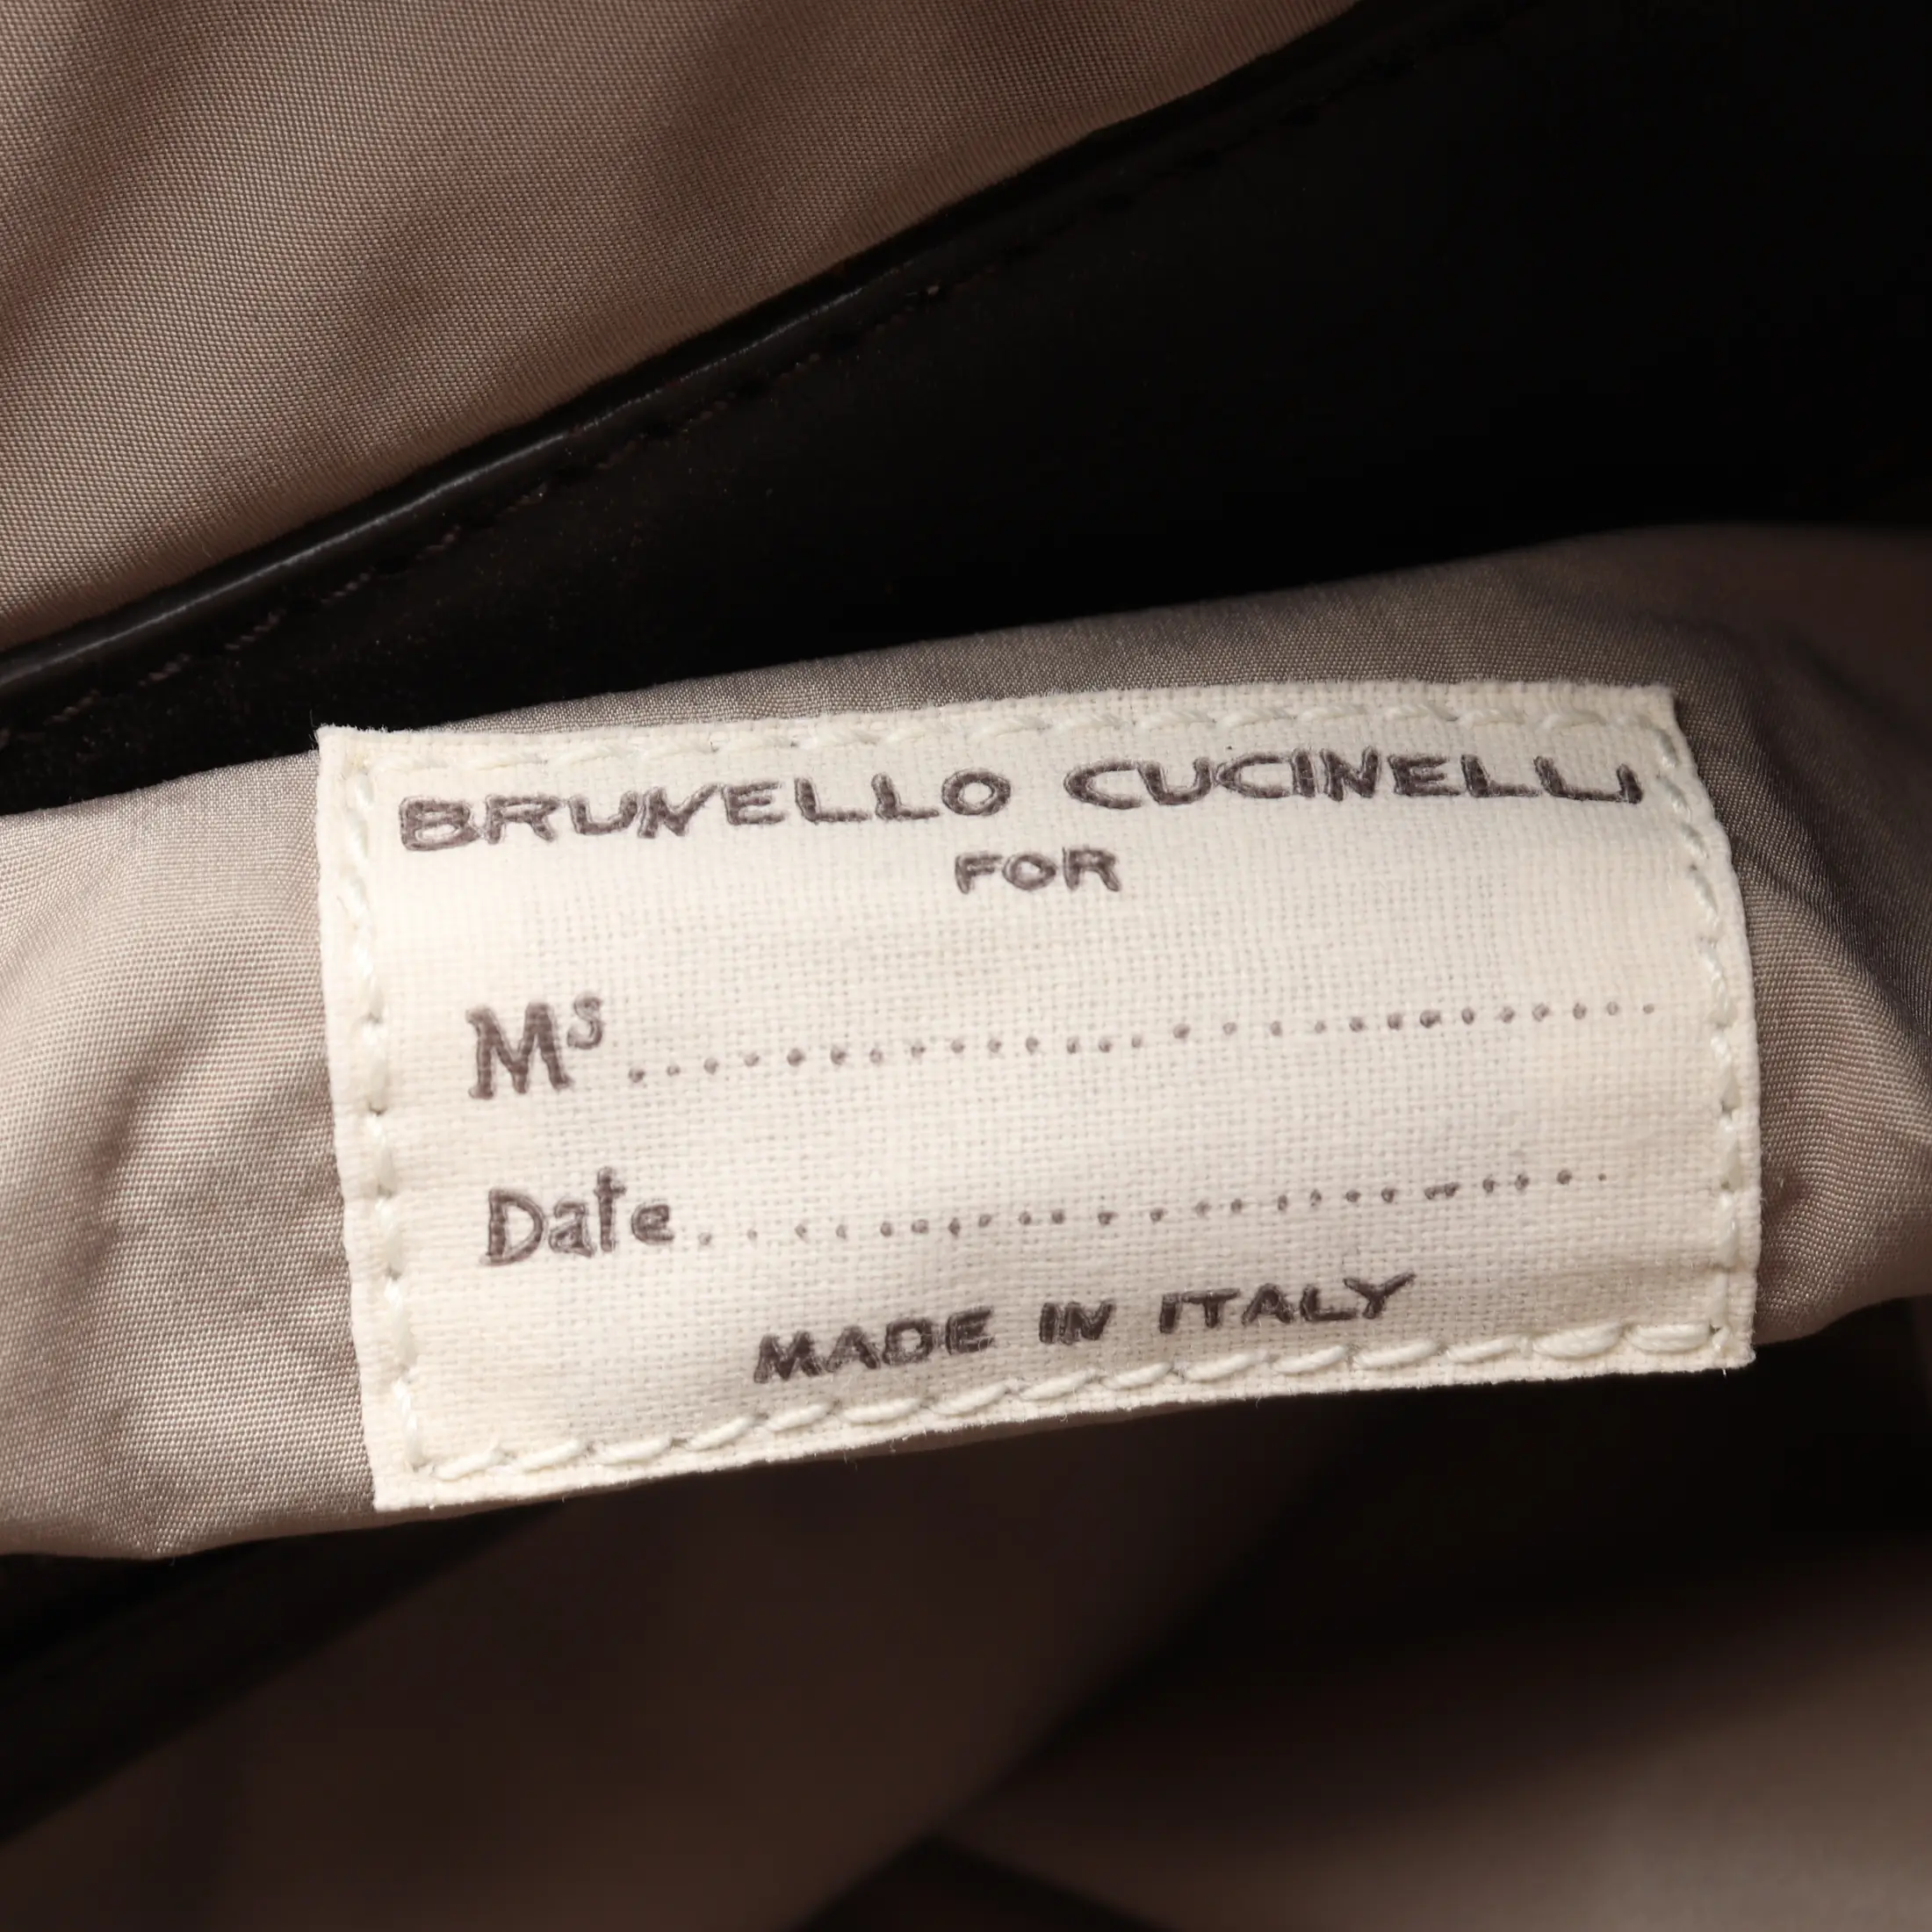 BRUNELLO CUCINELLI
FOR
Ms........................
Date........................
MADE IN ITALY